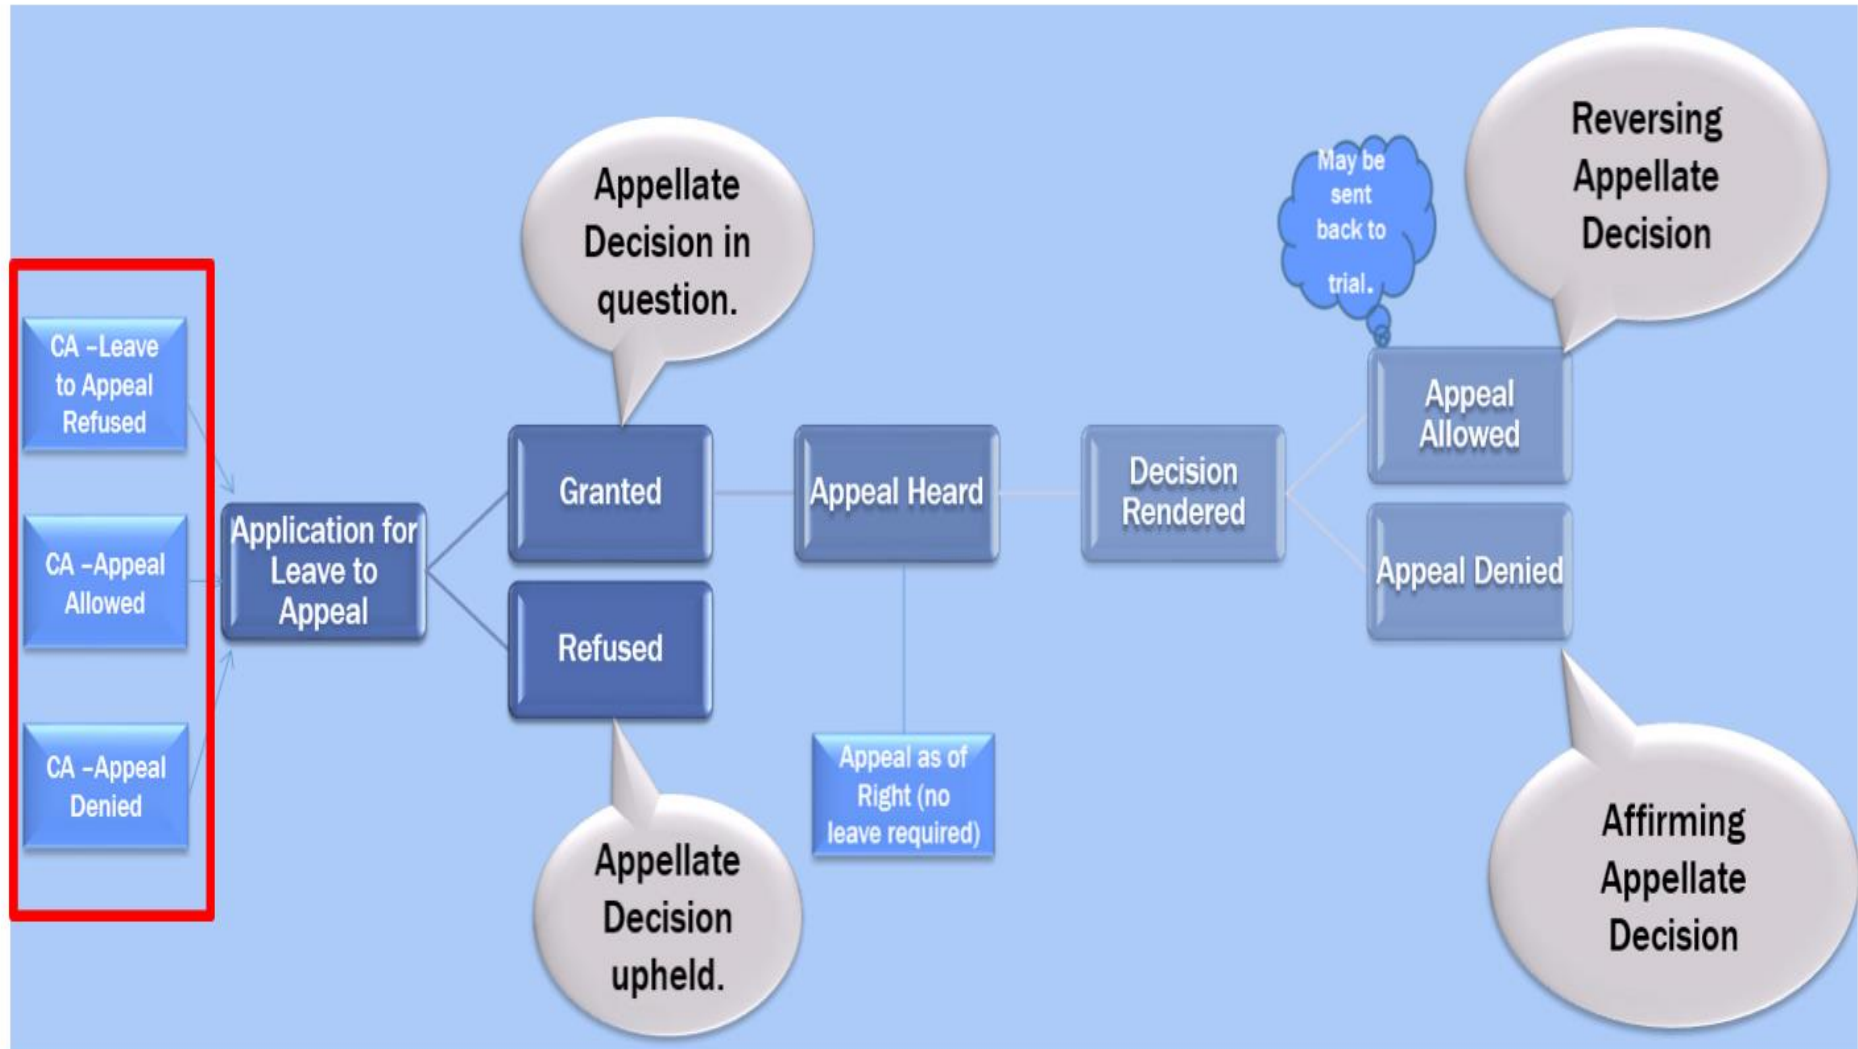 CA –Leave
to Appeal
Refused
CA –Appeal
Allowed
CA –Appeal
Denied
Application for
Leave to
Appeal
Appellate
Decision in
question.
Granted
Refused
Appellate
Decision
upheld.
Appeal Heard
Appeal as of
Right (no
leave required)
Decision
Rendered
May be
sent
back to
trial.
Appeal
Allowed
Reversing
Appellate
Decision
Appeal Denied
Affirming
Appellate
Decision